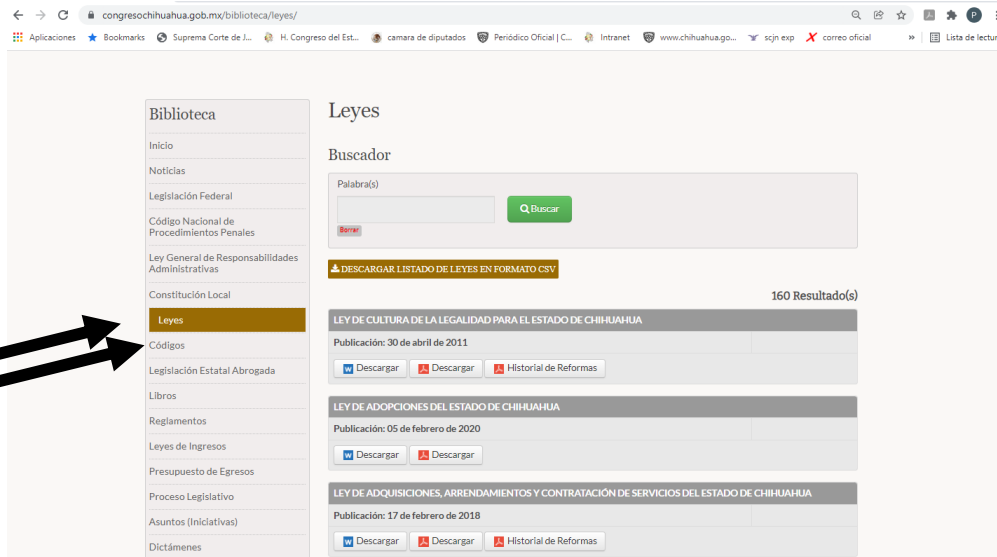 congresochihuahua.gob.mx/biblioteca/leyes/
P
Aplicaciones
Bookmarks
Suprema Corte de J...
H. Congreso del Est...
camara de diputados
Periódico Oficial | C...
Intranet
www.chihuahua.go...
scjn exp
correo oficial
»
Lista de lectur
Biblioteca
Inicio
Noticias
Legislación Federal
Código Nacional de
Procedimientos Penales
Ley General de Responsabilidades
Administrativas
Constitución Local
Leyes
Códigos
Legislación Estatal Abrogada
Libros
Reglamentos
Leyes de Ingresos
Presupuesto de Egresos
Proceso Legislativo
Asuntos (Iniciativas)
Dictámenes
Leyes
Buscador
Palabra(s)
Buscar
Borrar
DESCARGAR LISTADO DE LEYES EN FORMATO CSV
160 Resultado(s)
LEY DE CULTURA DE LA LEGALIDAD PARA EL ESTADO DE CHIHUAHUA
Publicación: 30 de abril de 2011
Descargar Descargar Historial de Reformas
LEY DE ADOPCIONES DEL ESTADO DE CHIHUAHUA
Publicación: 05 de febrero de 2020
Descargar Descargar
LEY DE ADQUISICIONES, ARRENDAMIENTOS Y CONTRATACIÓN DE SERVICIOS DEL ESTADO DE CHIHUAHUA
Publicación: 17 de febrero de 2018
Descargar Descargar Historial de Reformas